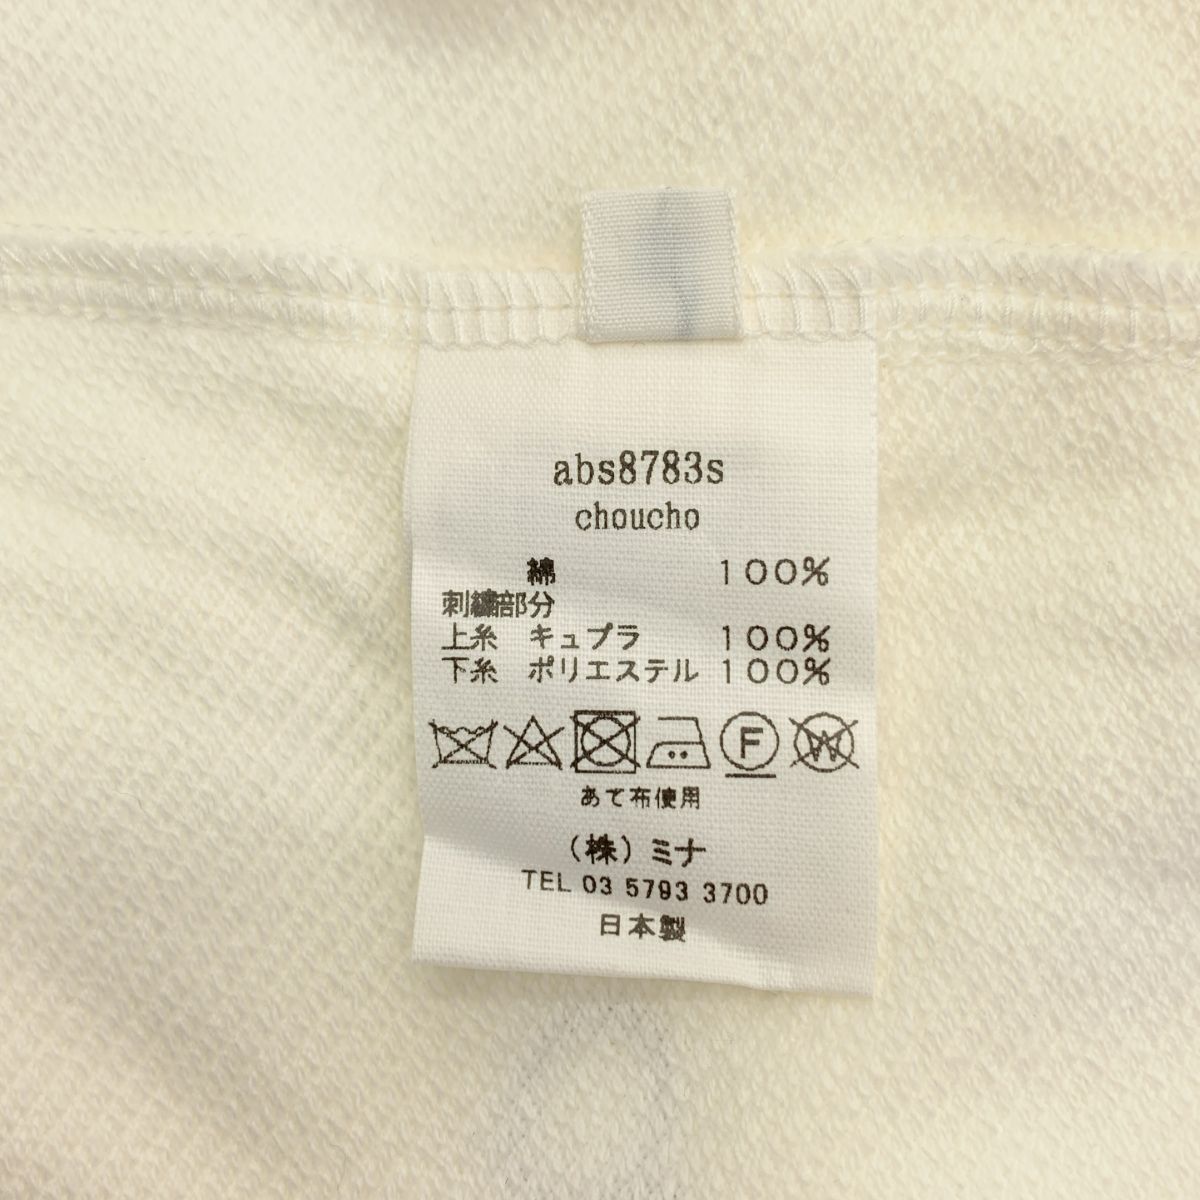 abs8783s
choucho
綿 100%
刺繍部分
上糸 キュプラ 100%
下糸 ポリエステル 100%
F W
あて布使用
(株)ミナ
TEL 03 5793 3700
日本製